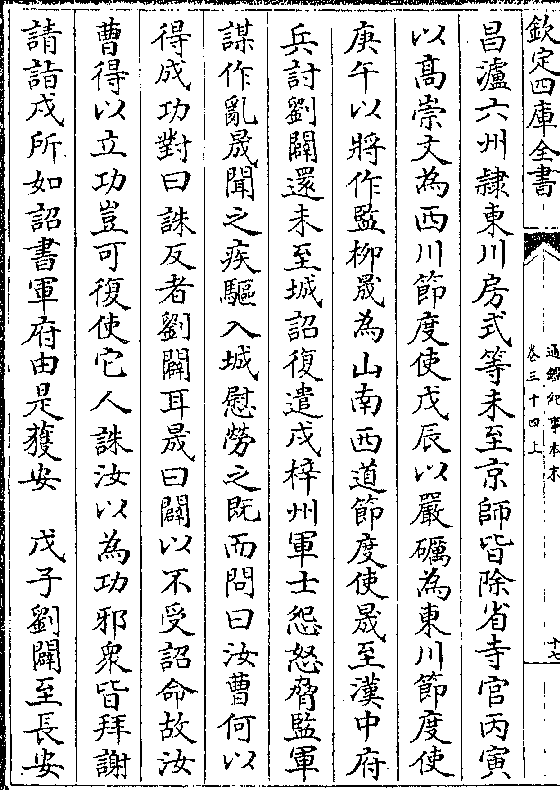 欽定四庫全書
通鑑紀事本末
卷三十四上
十七
昌瀘六州隷東川房式等未至京師皆除省寺官丙寅
以髙崇文為西川節度使戊辰以嚴礪為東川節度使
庚午以將作監栁晟為山南西道節度使晟至漢中府
兵討劉闢還未至城詔復遣戍梓州軍士怨怒脅監軍
謀作亂晟聞之疾驅入城慰勞之既而問曰汝曹何以
得成功對曰誅反者劉闢耳晟曰闢以不受詔命故汝
曹得以立功豈可復使它人誅汝以為功邪衆皆拜謝
請詣戍所如詔書軍府由是獲安　戊子劉闢至長安